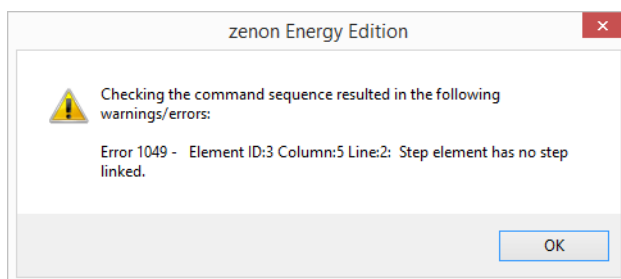 zenon Energy Edition
Checking the command sequence resulted in the following
warnings/errors:
Error 1049 -   Element ID:3 Column:5 Line:2:  Step element has no step
linked.
OK